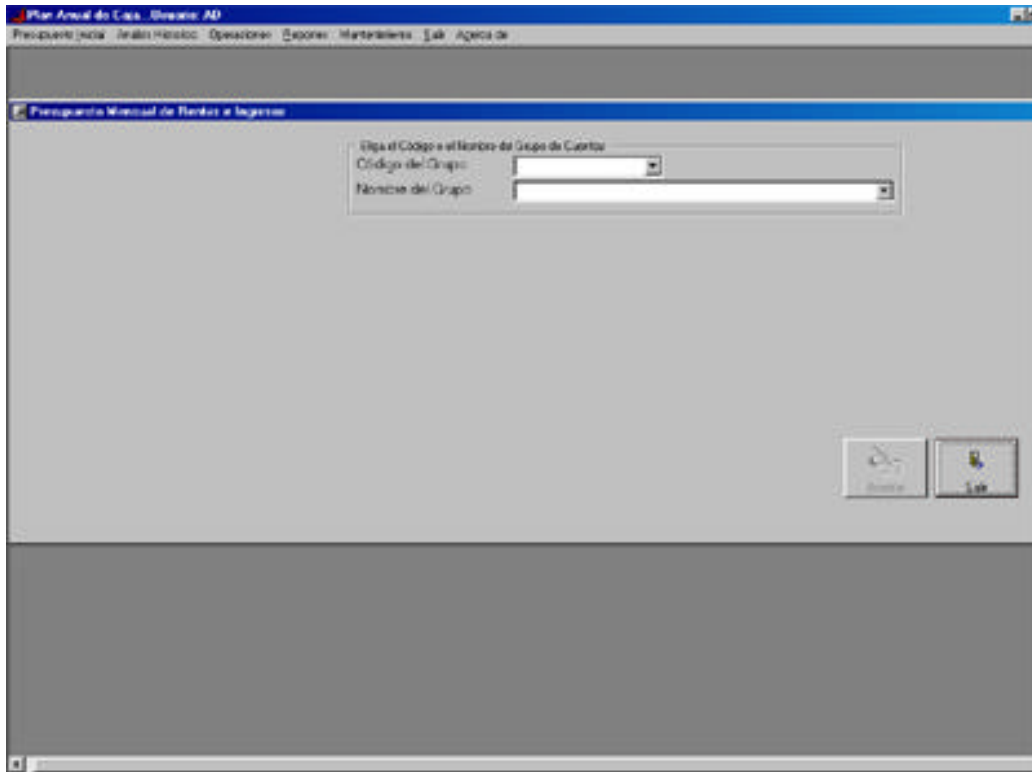 Plan Anual de Caja...Usuario: AD
Presupuesto Inicial Análisis Histórico Operaciones Reportes Mantenimiento Salir Acerca de
Presupuesto Mensual de Rentas e Ingresos
Elija el Código o el Nombre del Grupo de Cuentas
Código del Grupo
Nombre del Grupo
Salir